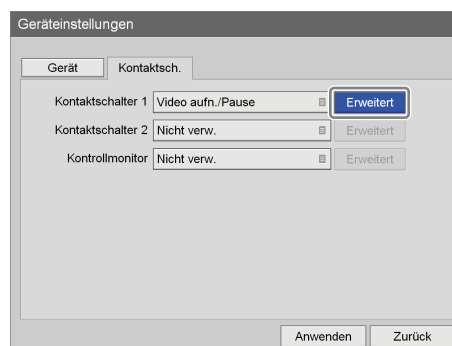 Geräteinstellungen
Gerät Kontaktsch.
Kontaktschalter 1 Video aufn./Pause Erweitert
Kontaktschalter 2 Nicht verw. Erweitert
Kontrollmonitor Nicht verw. Erweitert
Anwenden Zurück